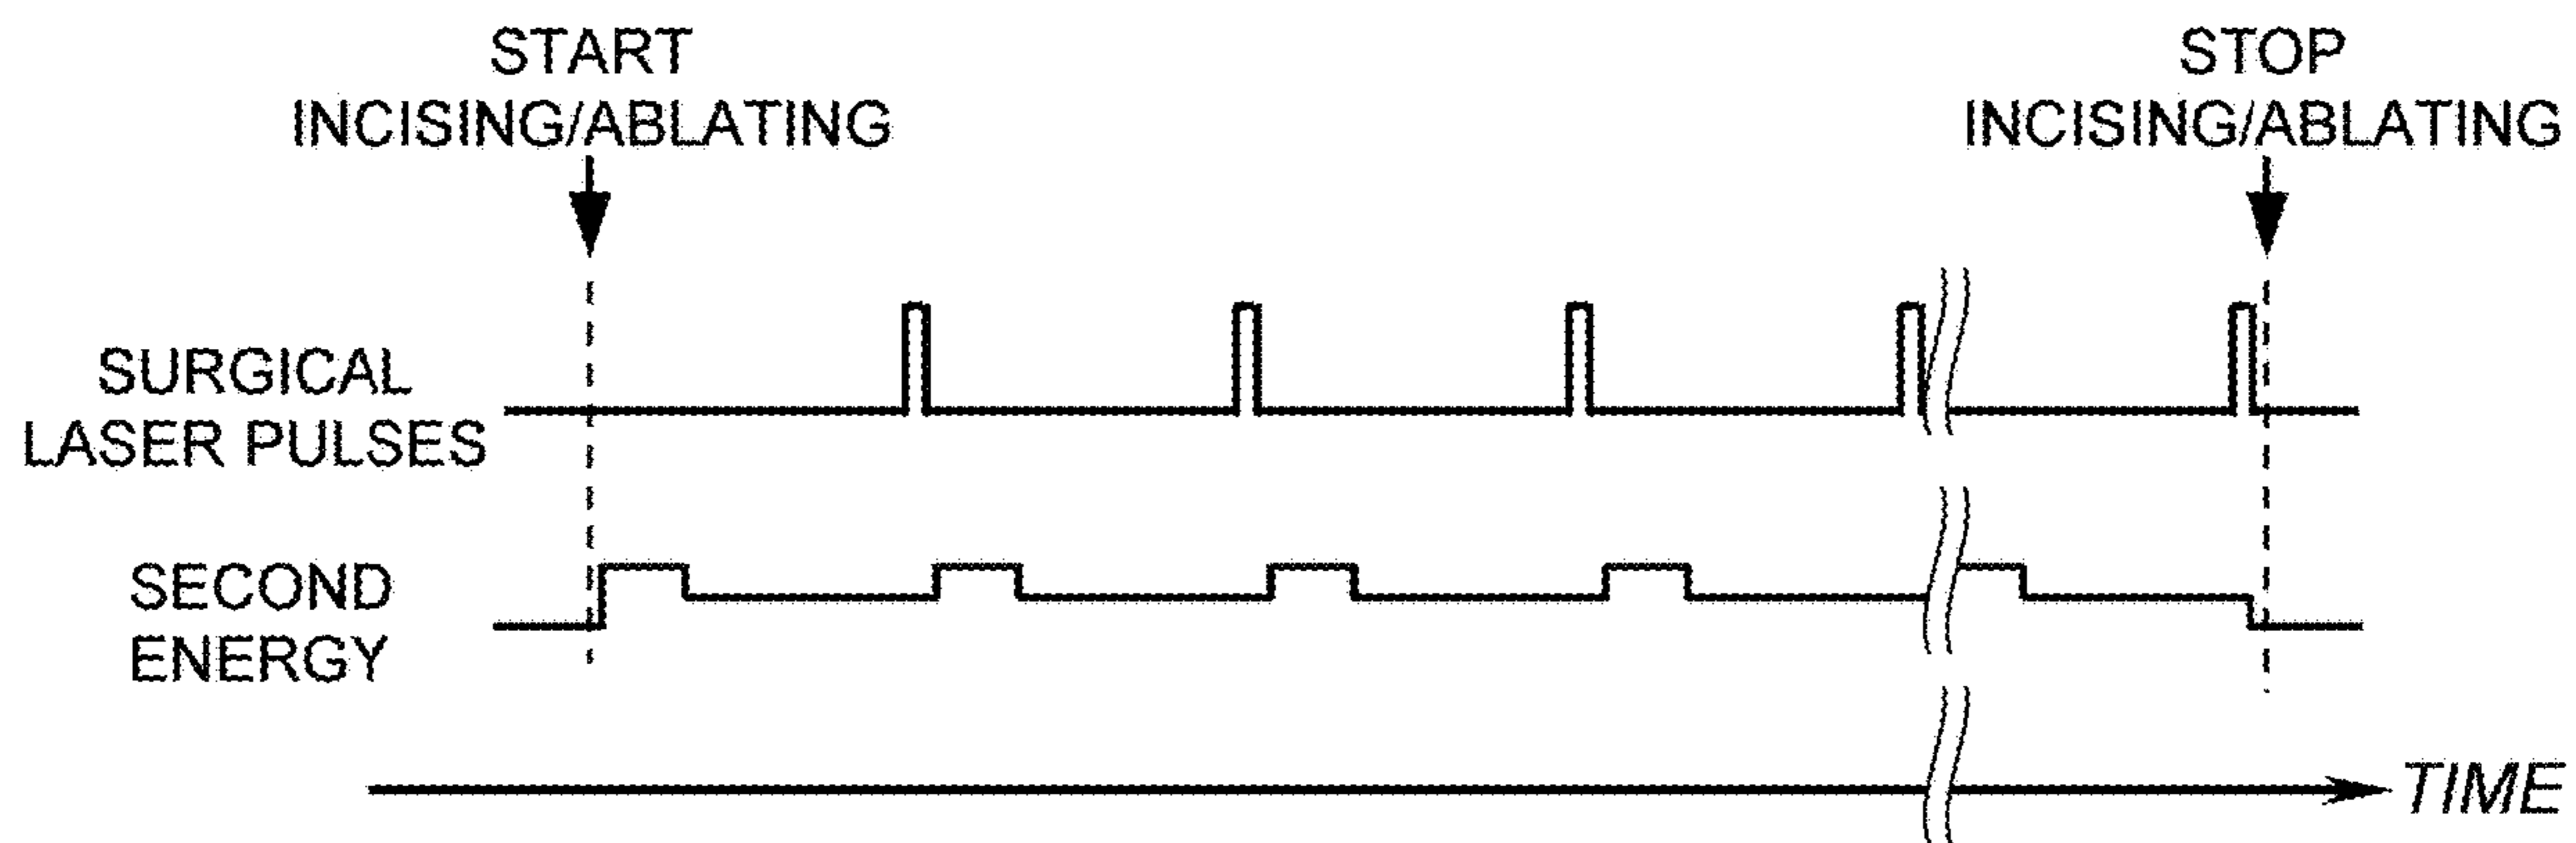 START
INCISING/ABLATING
STOP
INCISING/ABLATING
SURGICAL
LASER PULSES
SECOND
ENERGY
TIME